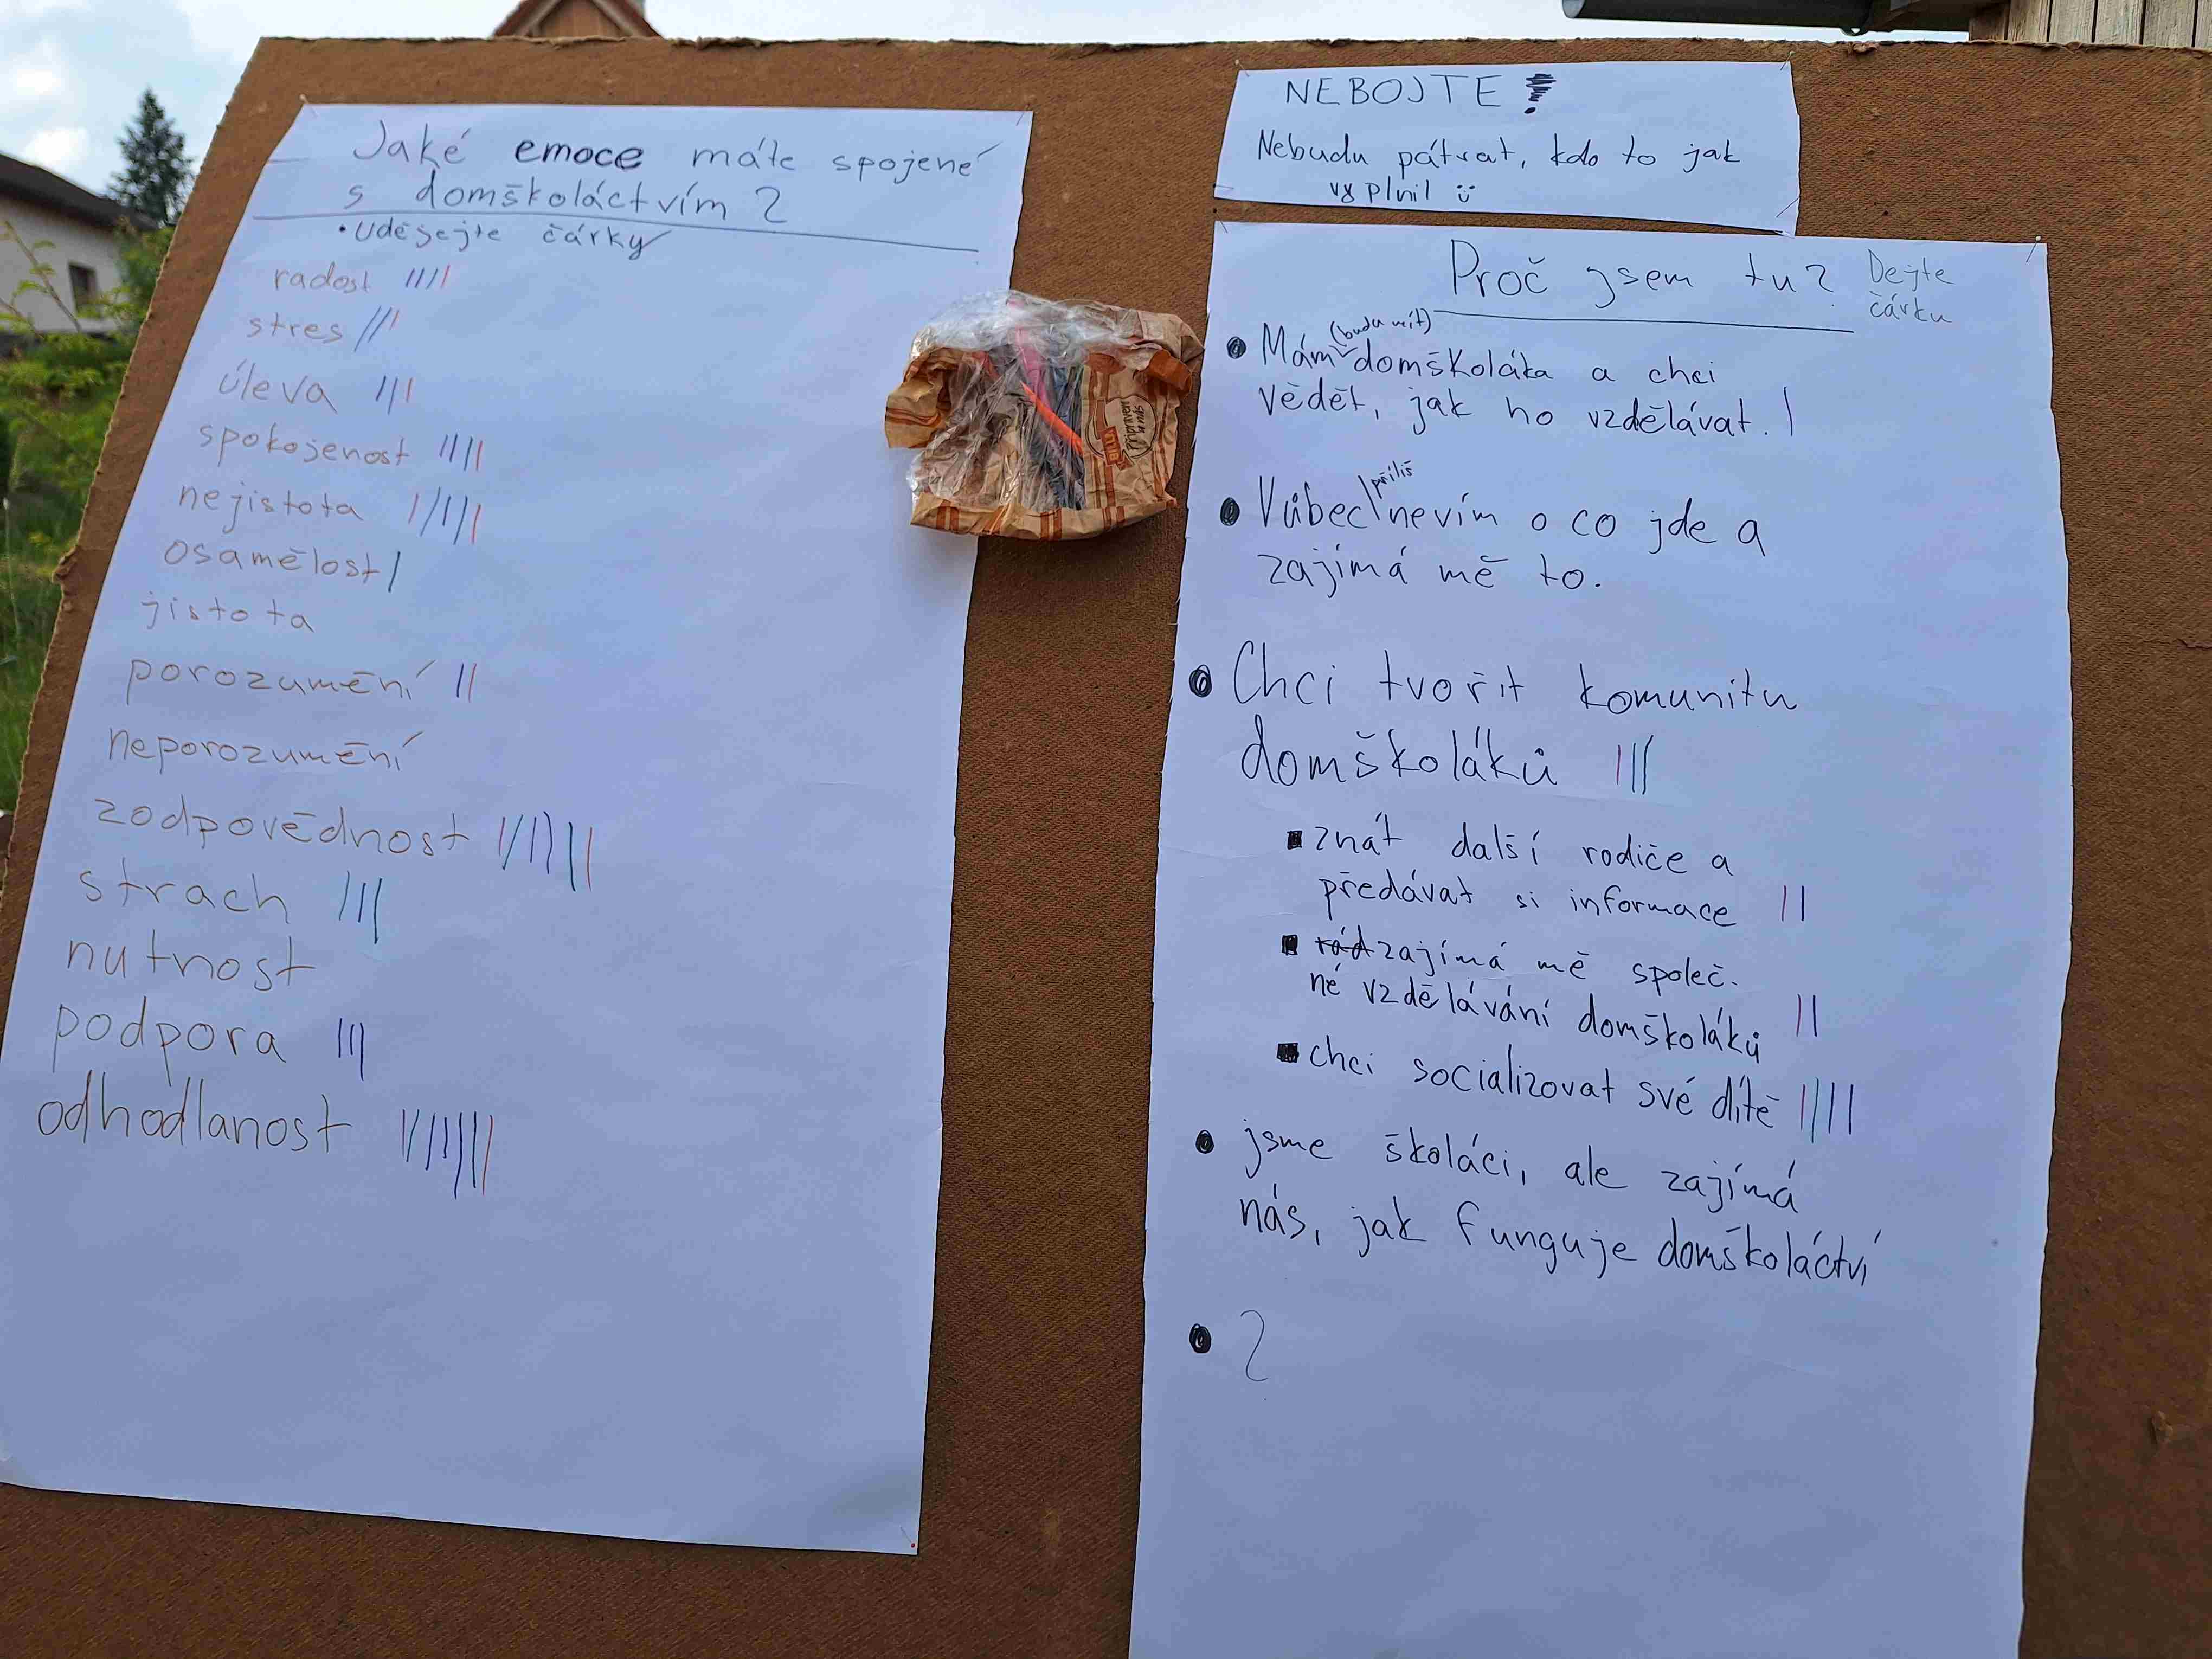 Jaké emoce máte spojené
s domškoláctvím?
• Udělejte čárky
radost ||||
stres |||
úleva |||
spokojenost ||||
nejistota |||||
osamělost |
jistota
porozumění ||
neporozumění
zodpovědnost |||||||
strach |||
nutnost
podpora |||
odhodlanost ||||||||
připraveno
u nás
NEBOJTE!
Nebudu pátrat, kdo to jak
vyplnil ü
Proč jsem tu? Dejte
čárku
(budu mít)
• Mám domškoláka a chci
vědět, jak ho vzdělávat. |
příliš
• Vůbec\nevím o co jde a
zajímá mě to.
• Chci tvořit komunitu
domškoláků |||
▪ znát další rodiče a
předávat si informace ||
▪ rád zajímá mě společ-
né vzdělávání domškoláků ||
▪ chci socializovat své dítě ||||
• jsme školáci, ale zajímá
nás, jak funguje domškoláctví
• ?